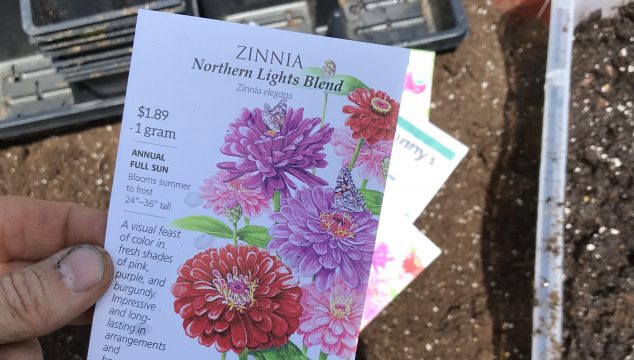 ZINNIA
Northern Lights Blend
Zinnia elegans
$1.89
1 gram
ANNUAL
FULL SUN
Blooms summer
to frost
24"–36" tall
A visual feast
of color in
fresh shades
of pink,
purple, and
burgundy.
Impressive
and long-
lasting in
arrangements
and